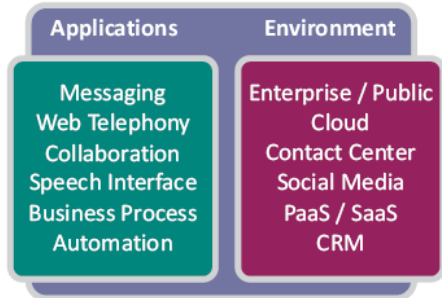 Applications
Environment
Messaging
Web Telephony
Collaboration
Speech Interface
Business Process
Automation
Enterprise / Public
Cloud
Contact Center
Social Media
PaaS / SaaS
CRM